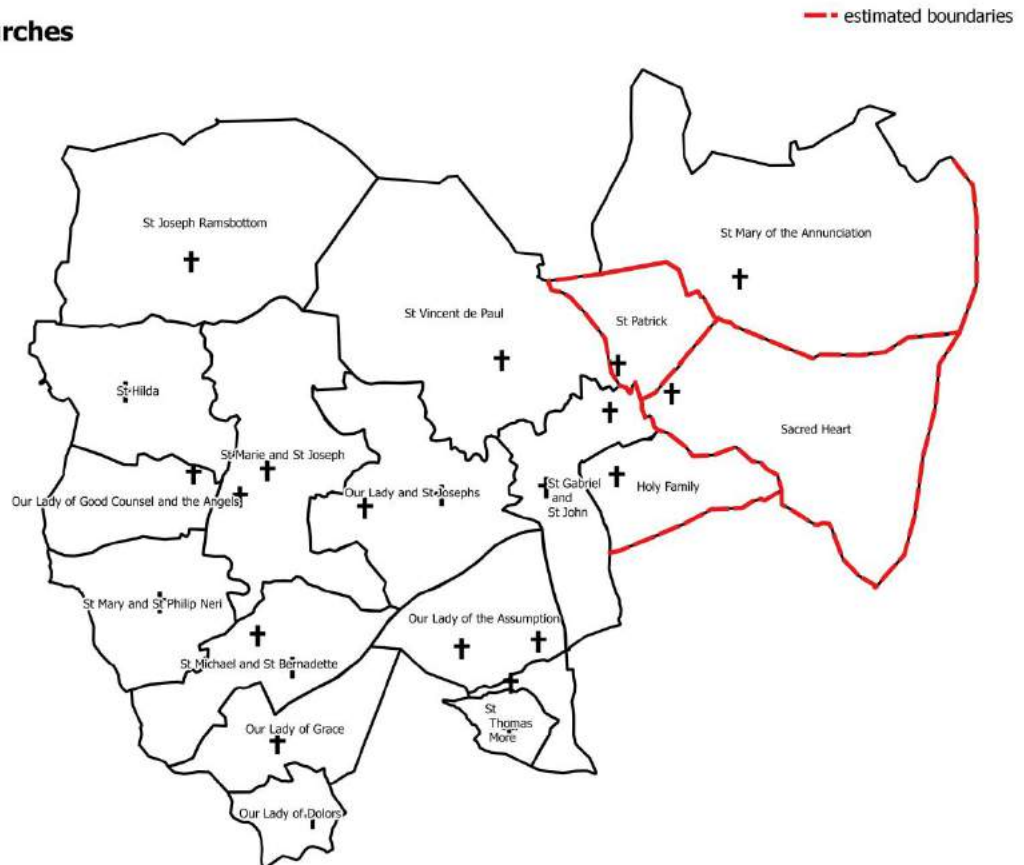 estimated boundaries
St Joseph Ramsbottom
St Mary of the Annunciation
St Vincent de Paul
St Patrick
St Hilda
Sacred Heart
St Marie and St Joseph
Our Lady of Good Counsel and the Angels
Our Lady and St Josephs
St Gabriel
and
St John
Holy Family
St Mary and St Philip Neri
Our Lady of the Assumption
St Michael and St Bernadette
St
Thomas
More
Our Lady of Grace
Our Lady of Dolors